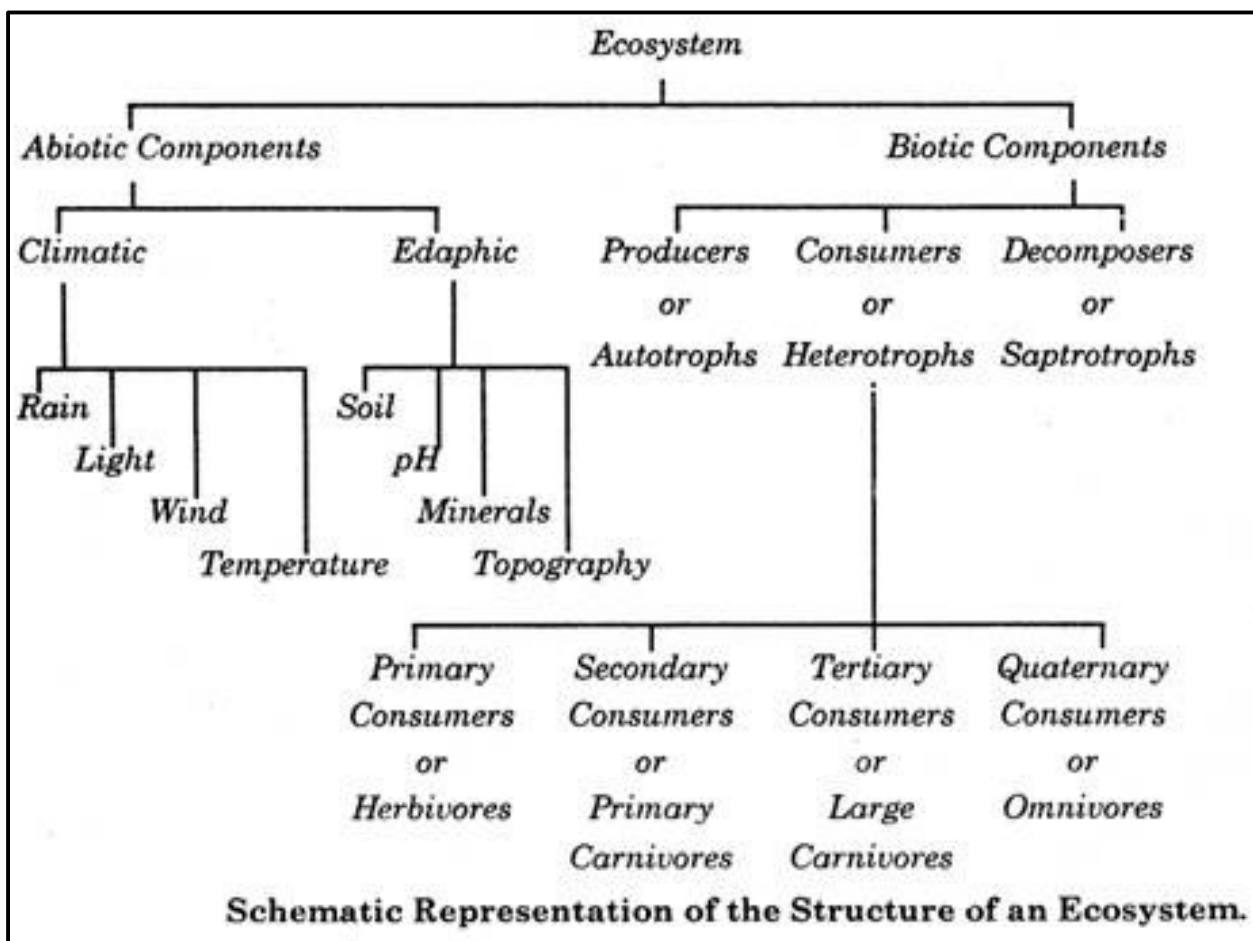 Ecosystem
Abiotic Components
Biotic Components
Climatic
Edaphic
Producers
or
Autotrophs
Consumers
or
Heterotrophs
Decomposers
or
Saptrotrophs
Rain
Light
Wind
Temperature
Soil
pH
Minerals
Topography
Primary
Consumers
or
Herbivores
Secondary
Consumers
or
Primary
Carnivores
Tertiary
Consumers
or
Large
Carnivores
Quaternary
Consumers
or
Omnivores
Schematic Representation of the Structure of an Ecosystem.